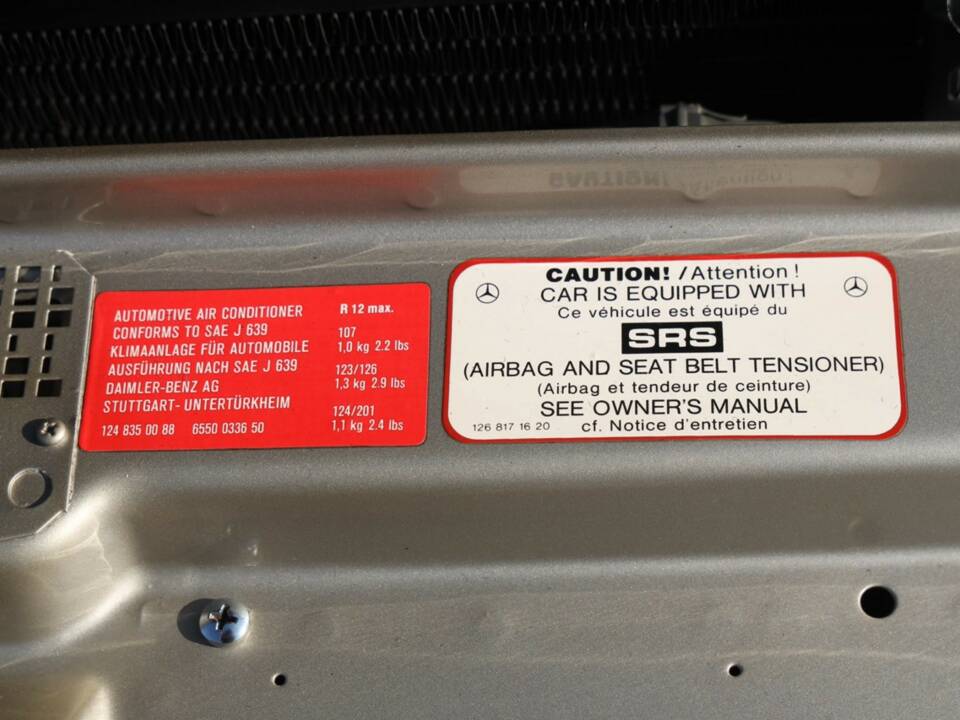 AUTOMOTIVE AIR CONDITIONER
CONFORMS TO SAE J 639
KLIMAANLAGE FÜR AUTOMOBILE
AUSFÜHRUNG NACH SAE J 639
DAIMLER-BENZ AG
STUTTGART-UNTERTÜRKHEIM
124 835 00 88 6550 0336 50
R 12 max.
107
1,0 kg 2.2 lbs
123/126
1,3 kg 2.9 lbs
124/201
1,1 kg 2.4 lbs
CAUTION! /Attention!
CAR IS EQUIPPED WITH
Ce véhicule est équipé du
SRS
(AIRBAG AND SEAT BELT TENSIONER)
(Airbag et tendeur de ceinture)
SEE OWNER'S MANUAL
126 817 16 20 cf. Notice d'entretien